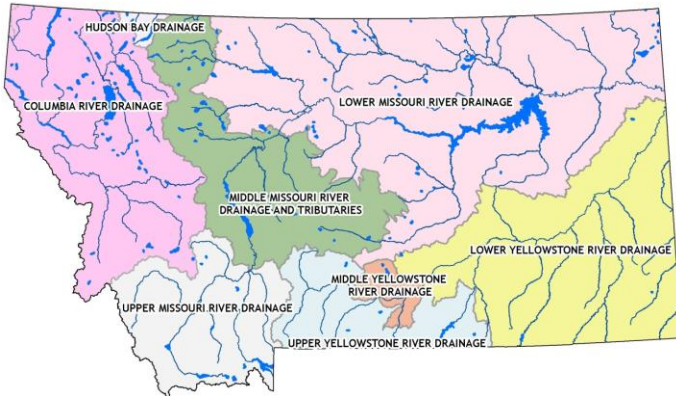 HUDSON BAY DRAINAGE
COLUMBIA RIVER DRAINAGE
LOWER MISSOURI RIVER DRAINAGE
MIDDLE MISSOURI RIVER
DRAINAGE AND TRIBUTARIES
LOWER YELLOWSTONE RIVER DRAINAGE
MIDDLE YELLOWSTONE
RIVER DRAINAGE
UPPER MISSOURI RIVER DRAINAGE
UPPER YELLOWSTONE RIVER DRAINAGE